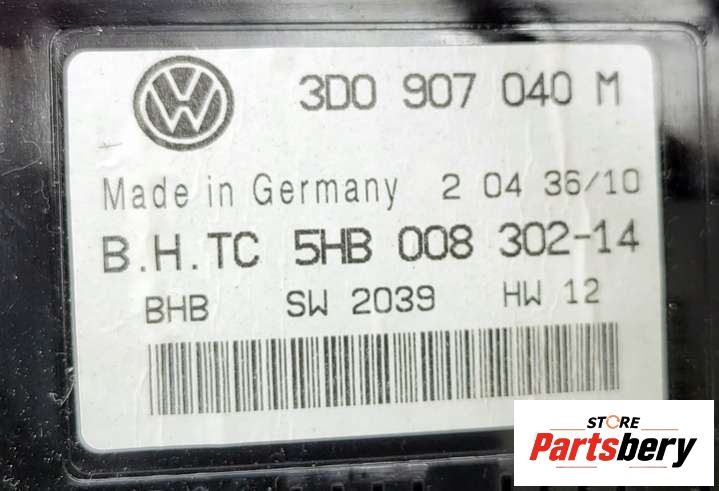 3D0 907 040 M
Made in Germany 2 04 36/10
B.H.TC 5HB 008 302-14
BHB SW 2039 HW 12
STORE
Partsbery